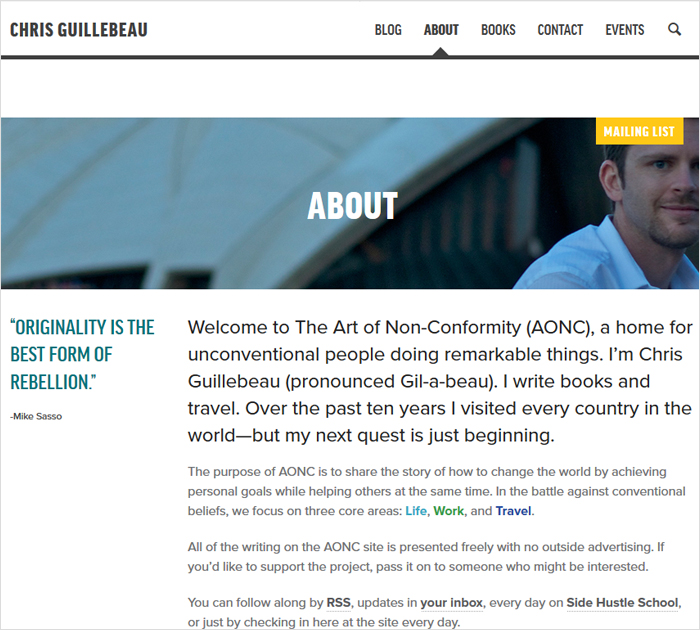 CHRIS GUILLEBEAU
BLOG ABOUT BOOKS CONTACT EVENTS
MAILING LIST
ABOUT
“ORIGINALITY IS THE
BEST FORM OF
REBELLION.”
-Mike Sasso
Welcome to The Art of Non-Conformity (AONC), a home for
unconventional people doing remarkable things. I’m Chris
Guillebeau (pronounced Gil-a-beau). I write books and
travel. Over the past ten years I visited every country in the
world—but my next quest is just beginning.
The purpose of AONC is to share the story of how to change the world by achieving
personal goals while helping others at the same time. In the battle against conventional
beliefs, we focus on three core areas: Life, Work, and Travel.
All of the writing on the AONC site is presented freely with no outside advertising. If
you’d like to support the project, pass it on to someone who might be interested.
You can follow along by RSS, updates in your inbox, every day on Side Hustle School,
or just by checking in here at the site every day.